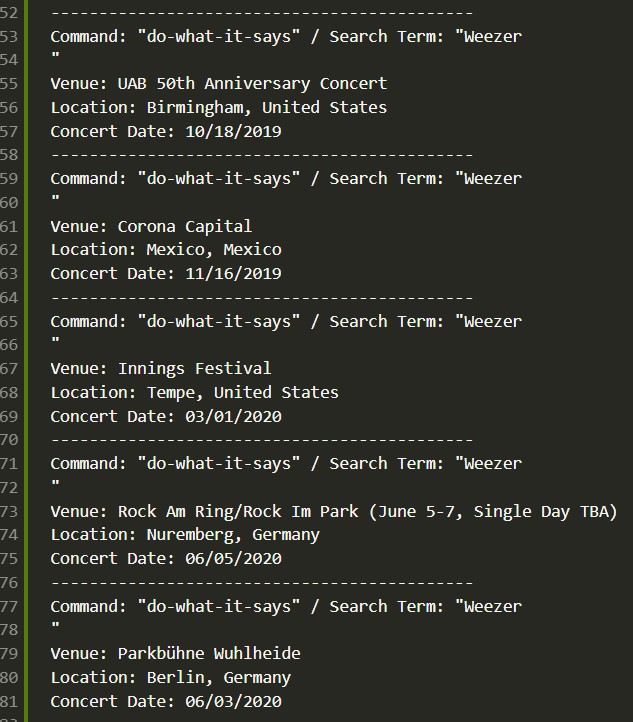 52 --------------------------------------------
53 Command: "do-what-it-says" / Search Term: "Weezer
54 "
55 Venue: UAB 50th Anniversary Concert
56 Location: Birmingham, United States
57 Concert Date: 10/18/2019
58 --------------------------------------------
59 Command: "do-what-it-says" / Search Term: "Weezer
60 "
61 Venue: Corona Capital
62 Location: Mexico, Mexico
63 Concert Date: 11/16/2019
64 --------------------------------------------
65 Command: "do-what-it-says" / Search Term: "Weezer
66 "
67 Venue: Innings Festival
68 Location: Tempe, United States
69 Concert Date: 03/01/2020
70 --------------------------------------------
71 Command: "do-what-it-says" / Search Term: "Weezer
72 "
73 Venue: Rock Am Ring/Rock Im Park (June 5-7, Single Day TBA)
74 Location: Nuremberg, Germany
75 Concert Date: 06/05/2020
76 --------------------------------------------
77 Command: "do-what-it-says" / Search Term: "Weezer
78 "
79 Venue: Parkbühne Wuhlheide
80 Location: Berlin, Germany
81 Concert Date: 06/03/2020